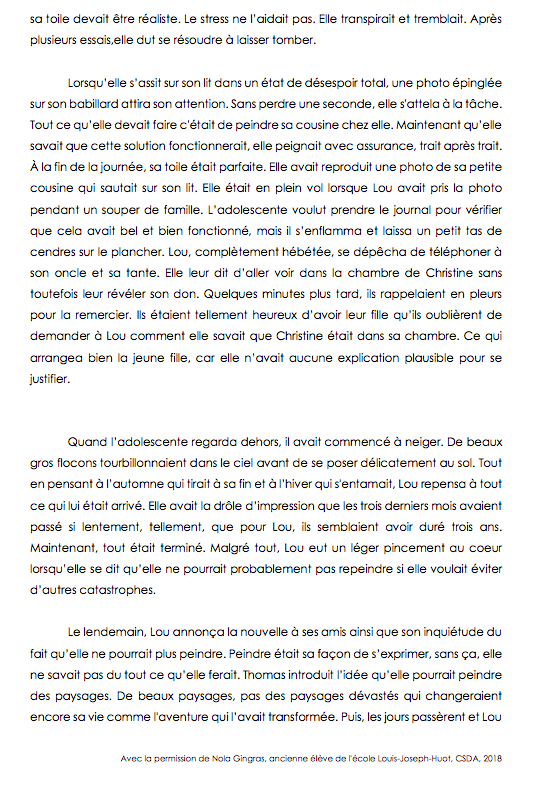 sa toile devait être réaliste. Le stress ne l’aidait pas. Elle transpirait et tremblait. Après
plusieurs essais,elle dut se résoudre à laisser tomber.
Lorsqu’elle s’assit sur son lit dans un état de désespoir total, une photo épinglée
sur son babillard attira son attention. Sans perdre une seconde, elle s'attela à la tâche.
Tout ce qu’elle devait faire c'était de peindre sa cousine chez elle. Maintenant qu’elle
savait que cette solution fonctionnerait, elle peignait avec assurance, trait après trait.
À la fin de la journée, sa toile était parfaite. Elle avait reproduit une photo de sa petite
cousine qui sautait sur son lit. Elle était en plein vol lorsque Lou avait pris la photo
pendant un souper de famille. L’adolescente voulut prendre le journal pour vérifier
que cela avait bel et bien fonctionné, mais il s’enflamma et laissa un petit tas de
cendres sur le plancher. Lou, complètement hébétée, se dépêcha de téléphoner à
son oncle et sa tante. Elle leur dit d’aller voir dans la chambre de Christine sans
toutefois leur révéler son don. Quelques minutes plus tard, ils rappelaient en pleurs
pour la remercier. Ils étaient tellement heureux d’avoir leur fille qu’ils oublièrent de
demander à Lou comment elle savait que Christine était dans sa chambre. Ce qui
arrangea bien la jeune fille, car elle n’avait aucune explication plausible pour se
justifier.
Quand l’adolescente regarda dehors, il avait commencé à neiger. De beaux
gros flocons tourbillonnaient dans le ciel avant de se poser délicatement au sol. Tout
en pensant à l’automne qui tirait à sa fin et à l’hiver qui s'entamait, Lou repensa à tout
ce qui lui était arrivé. Elle avait la drôle d’impression que les trois derniers mois avaient
passé si lentement, tellement, que pour Lou, ils semblaient avoir duré trois ans.
Maintenant, tout était terminé. Malgré tout, Lou eut un léger pincement au coeur
lorsqu’elle se dit qu’elle ne pourrait probablement pas repeindre si elle voulait éviter
d’autres catastrophes.
Le lendemain, Lou annonça la nouvelle à ses amis ainsi que son inquiétude du
fait qu’elle ne pourrait plus peindre. Peindre était sa façon de s’exprimer, sans ça, elle
ne savait pas du tout ce qu’elle ferait. Thomas introduit l’idée qu’elle pourrait peindre
des paysages. De beaux paysages, pas des paysages dévastés qui changeraient
encore sa vie comme l'aventure qui l’avait transformée. Puis, les jours passèrent et Lou
Avec la permission de Nola Gingras, ancienne élève de l'école Louis-Joseph-Huot, CSDA, 2018